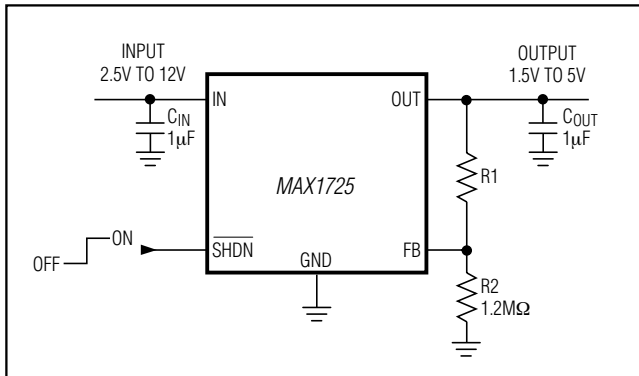 INPUT
2.5V TO 12V
OUTPUT
1.5V TO 5V
IN
OUT
CIN
1µF
COUT
1µF
MAX1725
R1
OFF
ON
SHDN
GND
FB
R2
1.2MΩ